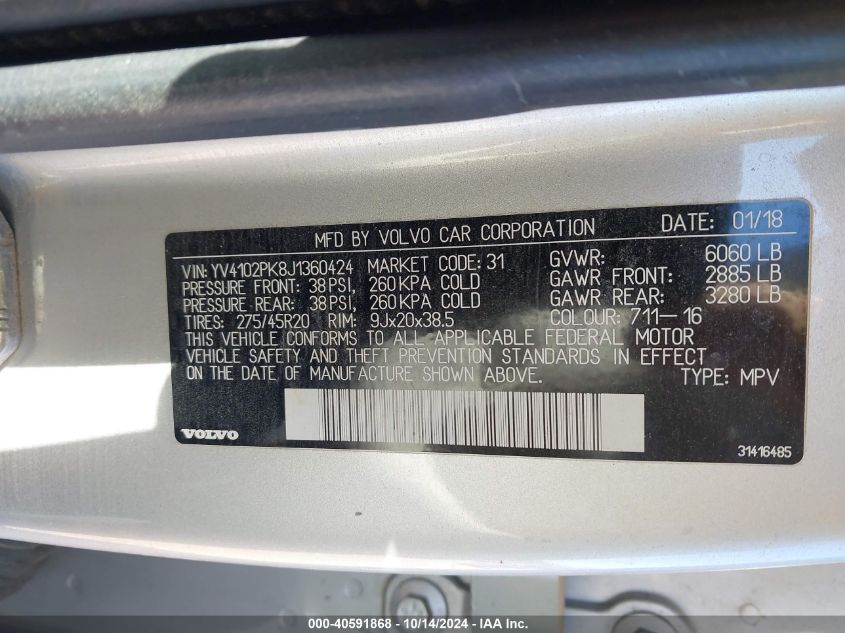 MFD BY VOLVO CAR CORPORATION DATE: 01/18
VIN: YV4102PK8J1360424 MARKET CODE: 31 GVWR: 6060 LB
PRESSURE FRONT: 38 PSI, 260 KPA COLD GAWR FRONT: 2885 LB
PRESSURE REAR: 38 PSI, 260 KPA COLD GAWR REAR: 3280 LB
TIRES: 275/45R20 RIM: 9Jx20x38.5 COLOUR: 711-16
THIS VEHICLE CONFORMS TO ALL APPLICABLE FEDERAL MOTOR
VEHICLE SAFETY AND THEFT PREVENTION STANDARDS IN EFFECT
ON THE DATE OF MANUFACTURE SHOWN ABOVE. TYPE: MPV
VOLVO 31416485
000-40591868 - 10/14/2024 - IAA Inc.